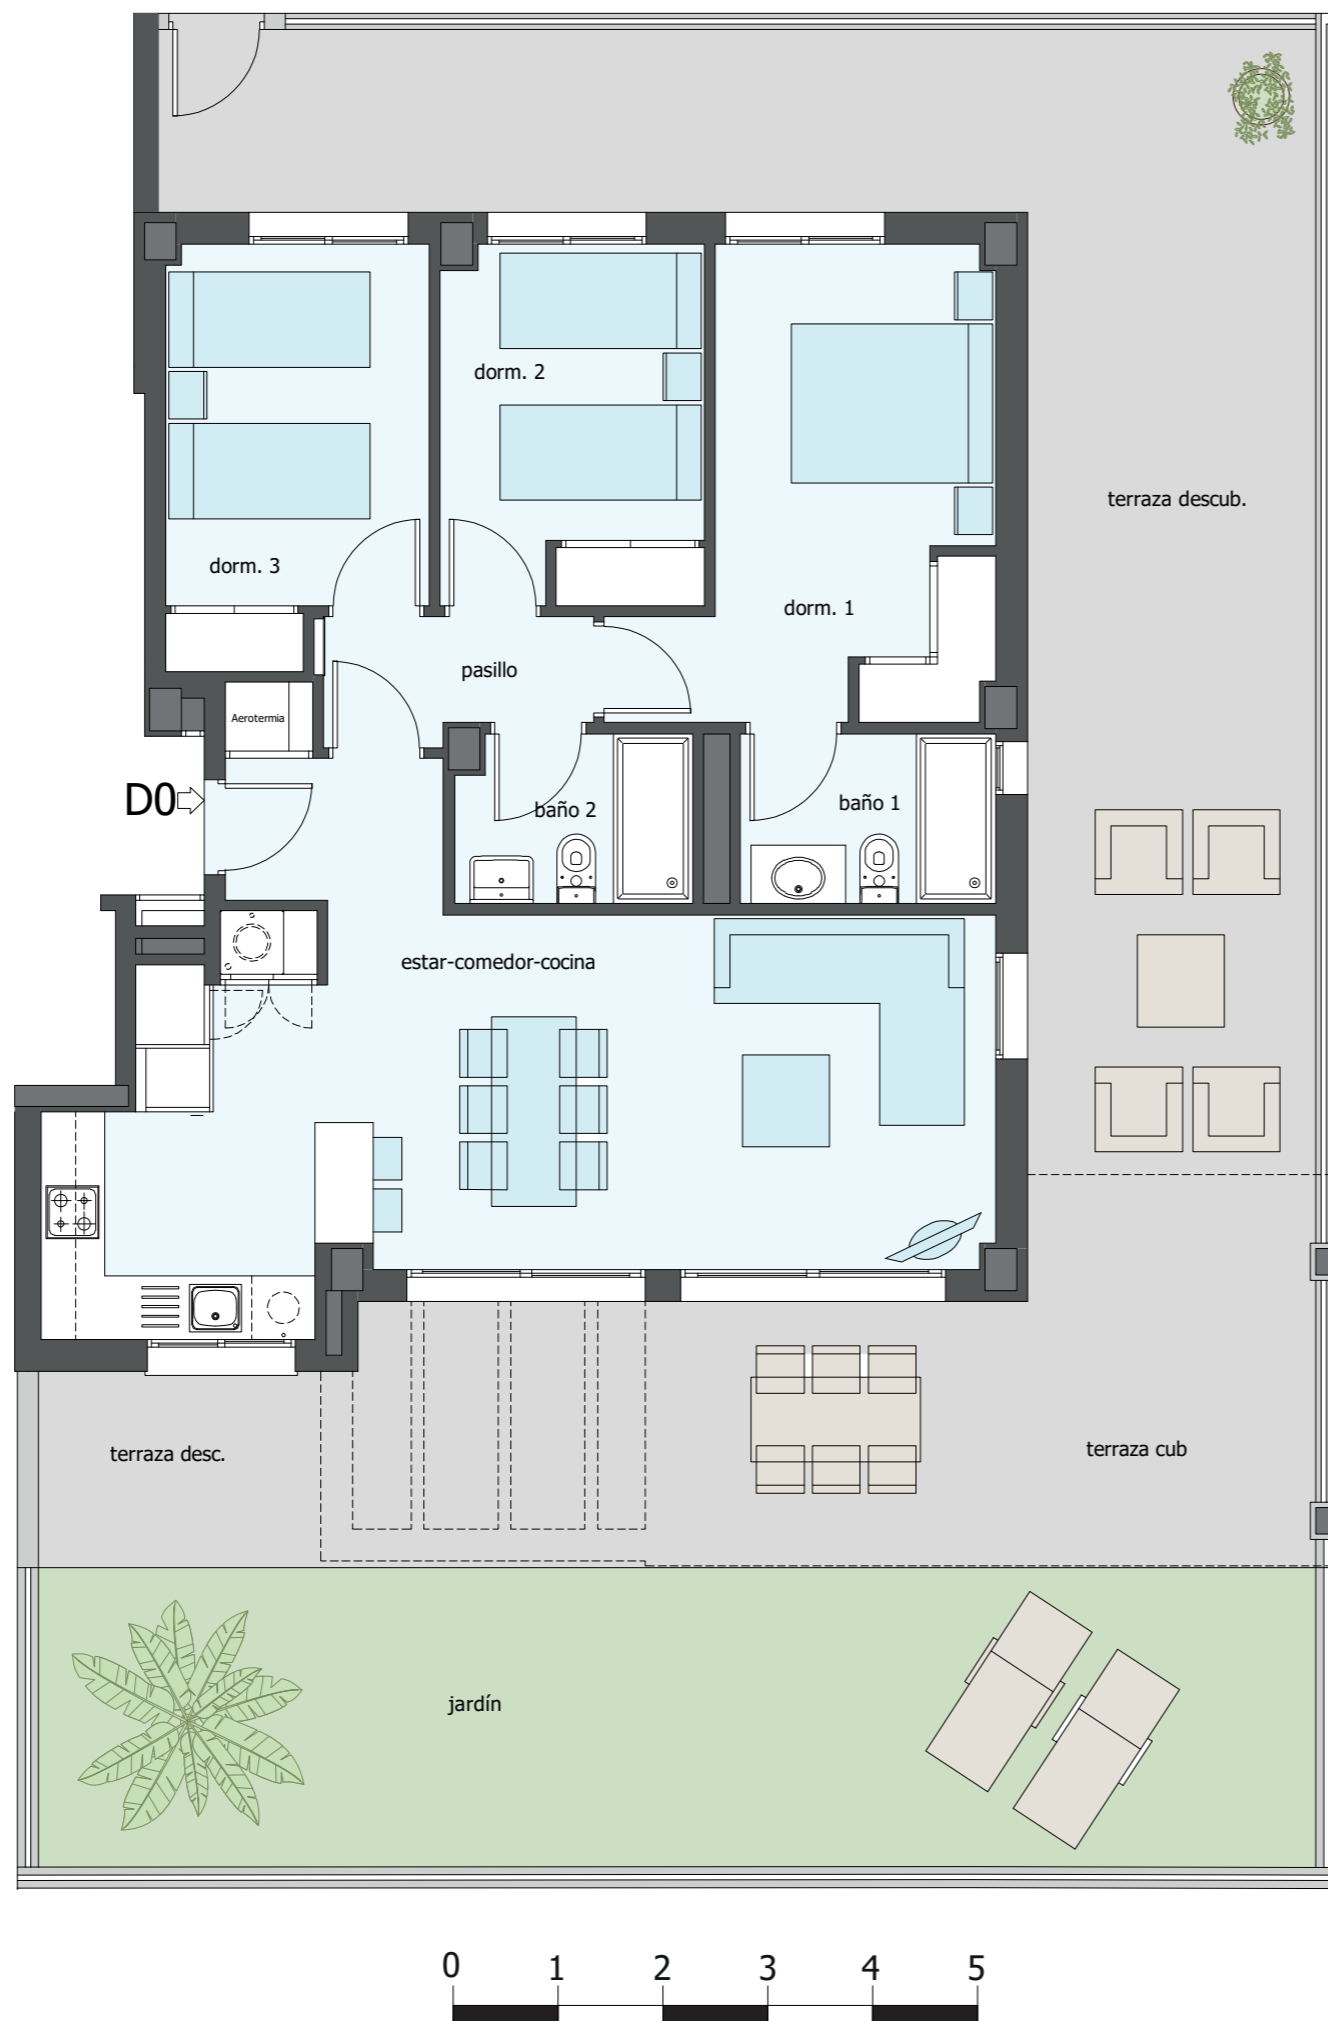 dorm. 2
terraza descub.
dorm. 3
dorm. 1
pasillo
Aerotermia
D0
baño 2
baño 1
estar-comedor-cocina
terraza desc.
terraza cub
jardín
0 1 2 3 4 5